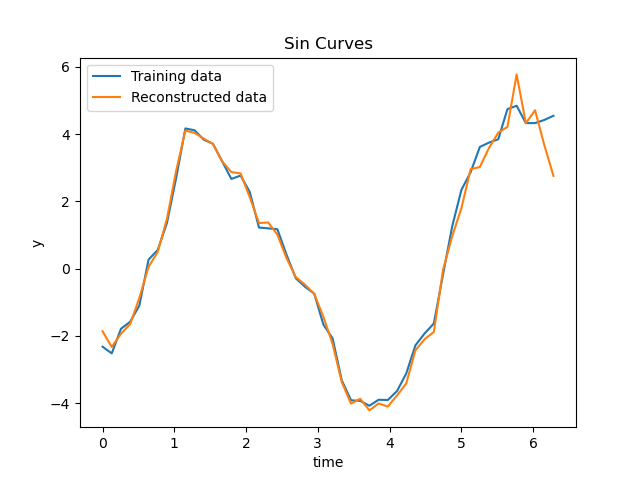 Sin Curves
Training data
Reconstructed data
6
4
2
0
−2
−4
y
0 1 2 3 4 5 6
time